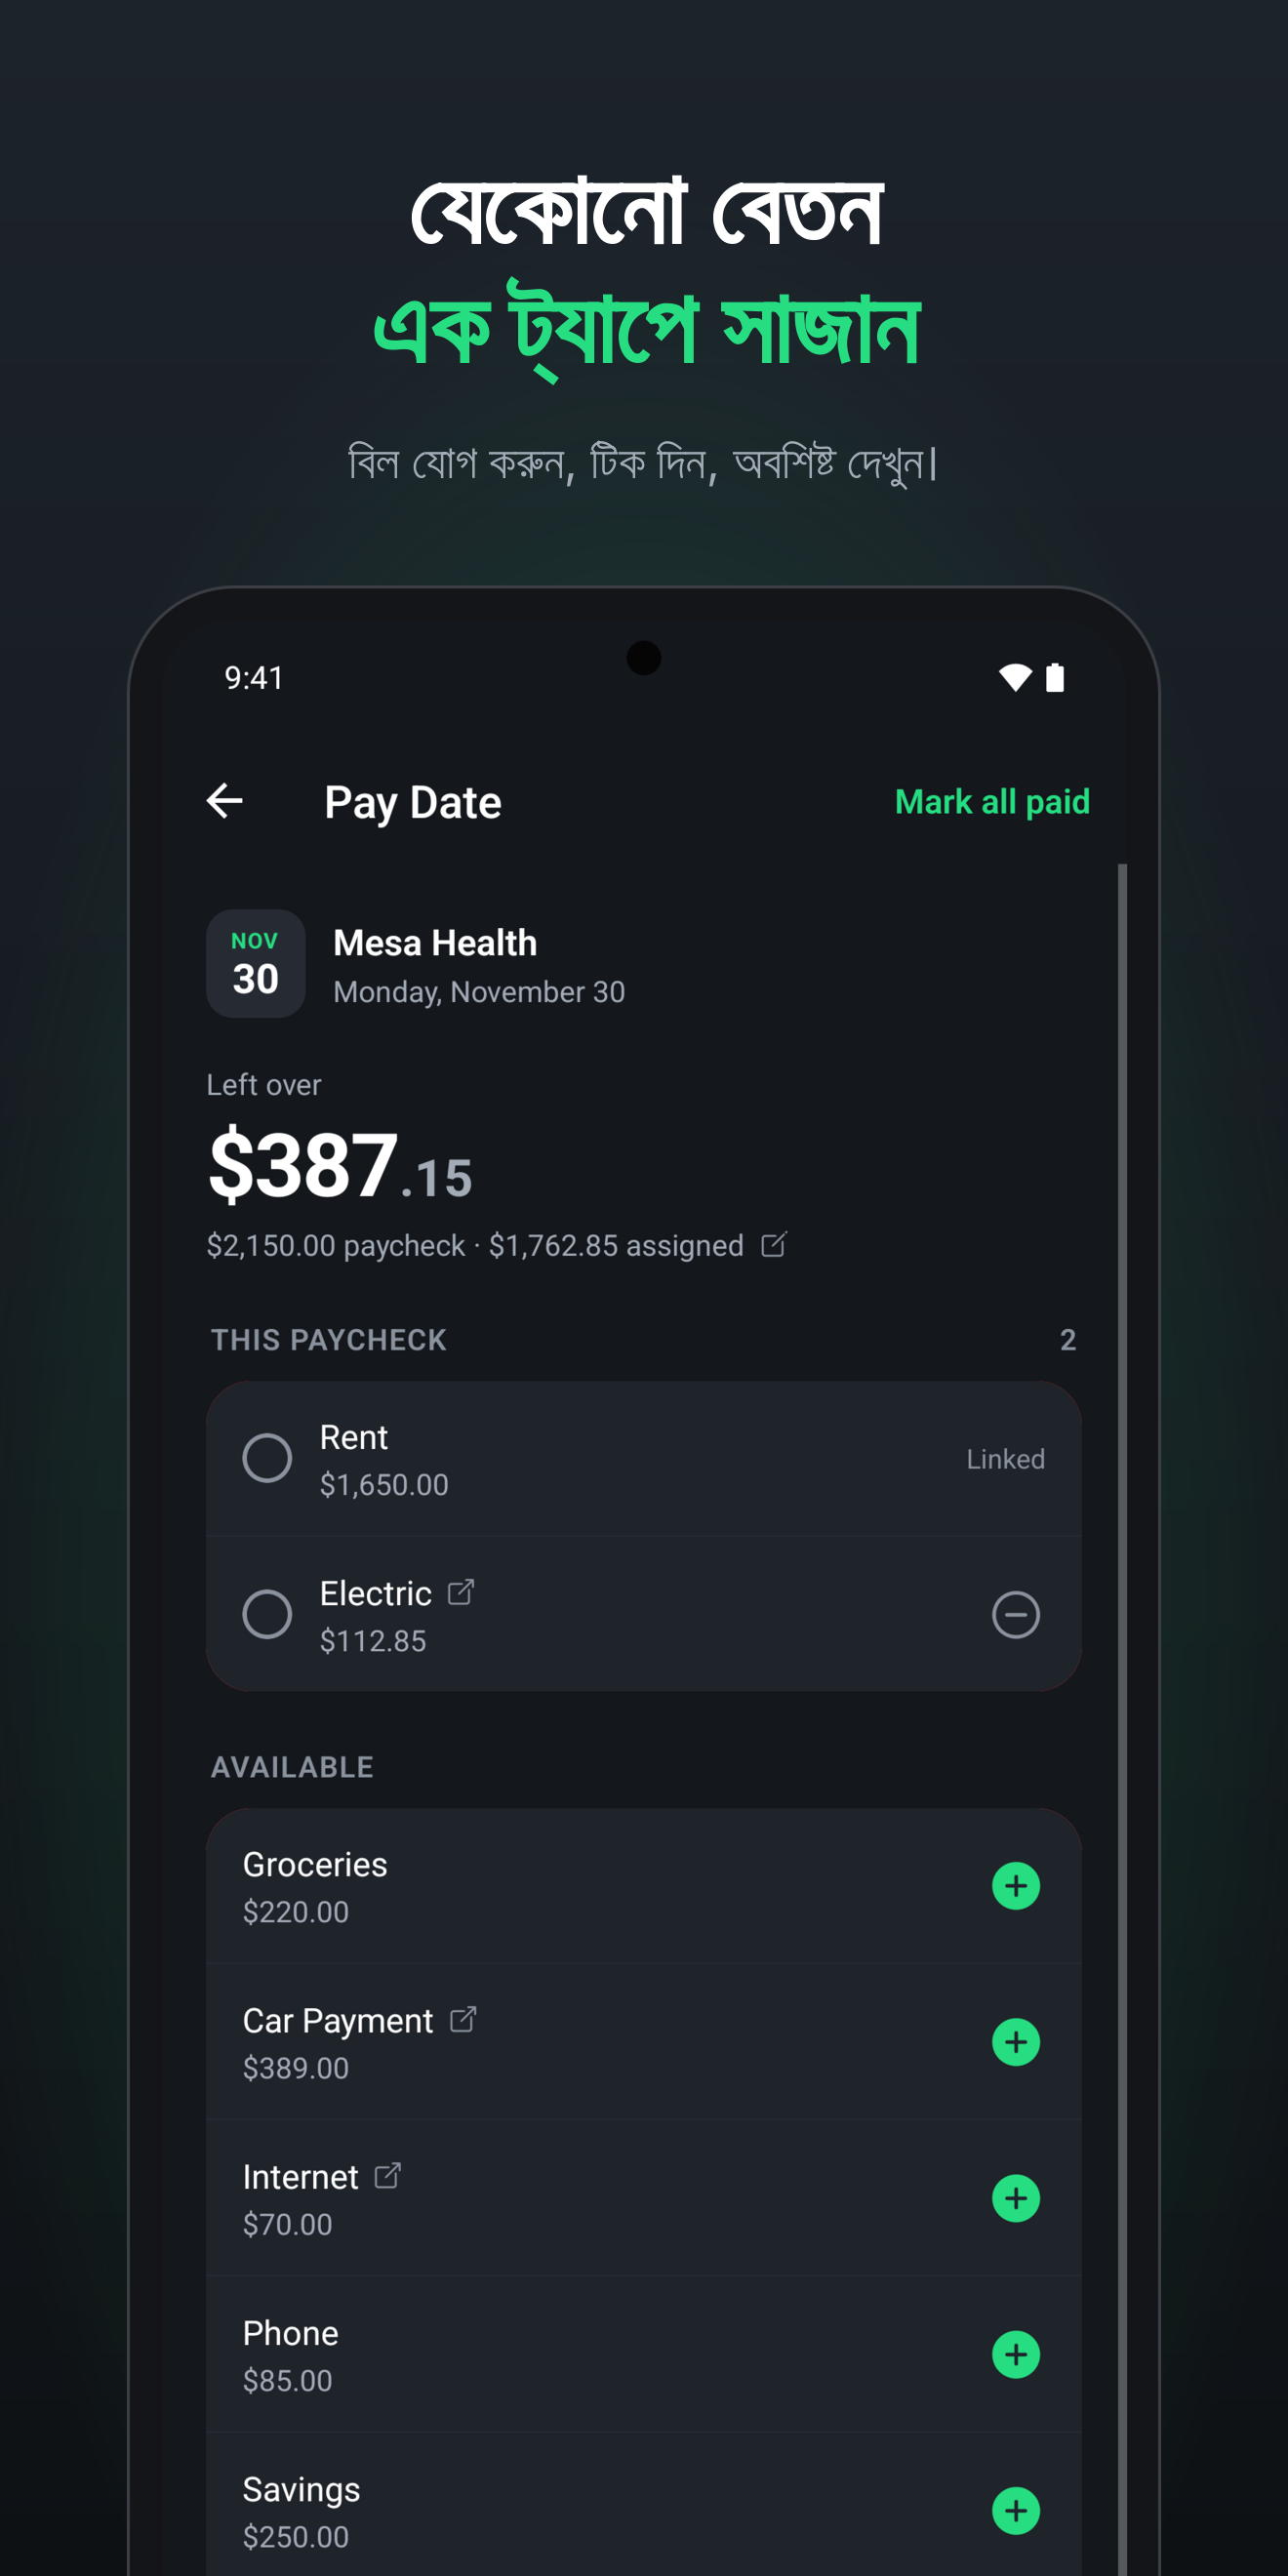 যেকোনো বেতন
এক ট্যাপে সাজান
বিল যোগ করুন, টিক দিন, অবশিষ্ট দেখুন।
9:41
Pay Date
Mark all paid
NOV
30
Mesa Health
Monday, November 30
Left over
$387.15
$2,150.00 paycheck · $1,762.85 assigned
THIS PAYCHECK
2
Rent
$1,650.00
Linked
Electric
$112.85
AVAILABLE
Groceries
$220.00
Car Payment
$389.00
Internet
$70.00
Phone
$85.00
Savings
$250.00